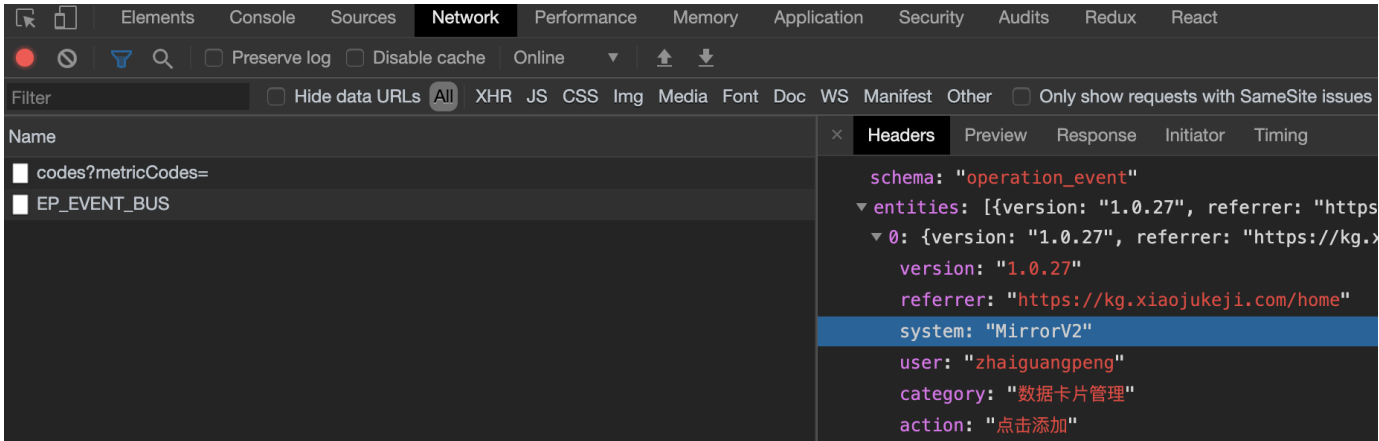 Elements Console Sources Network Performance Memory Application Security Audits Redux React
Preserve log Disable cache Online
Filter Hide data URLs All XHR JS CSS Img Media Font Doc WS Manifest Other Only show requests with SameSite issues
Name
codes?metricCodes=
EP_EVENT_BUS
× Headers Preview Response Initiator Timing
schema: "operation_event"
entities: [{version: "1.0.27", referrer: "https
0: {version: "1.0.27", referrer: "https://kg.x
version: "1.0.27"
referrer: "https://kg.xiaojukeji.com/home"
system: "MirrorV2"
user: "zhaiguangpeng"
category: "数据卡片管理"
action: "点击添加"